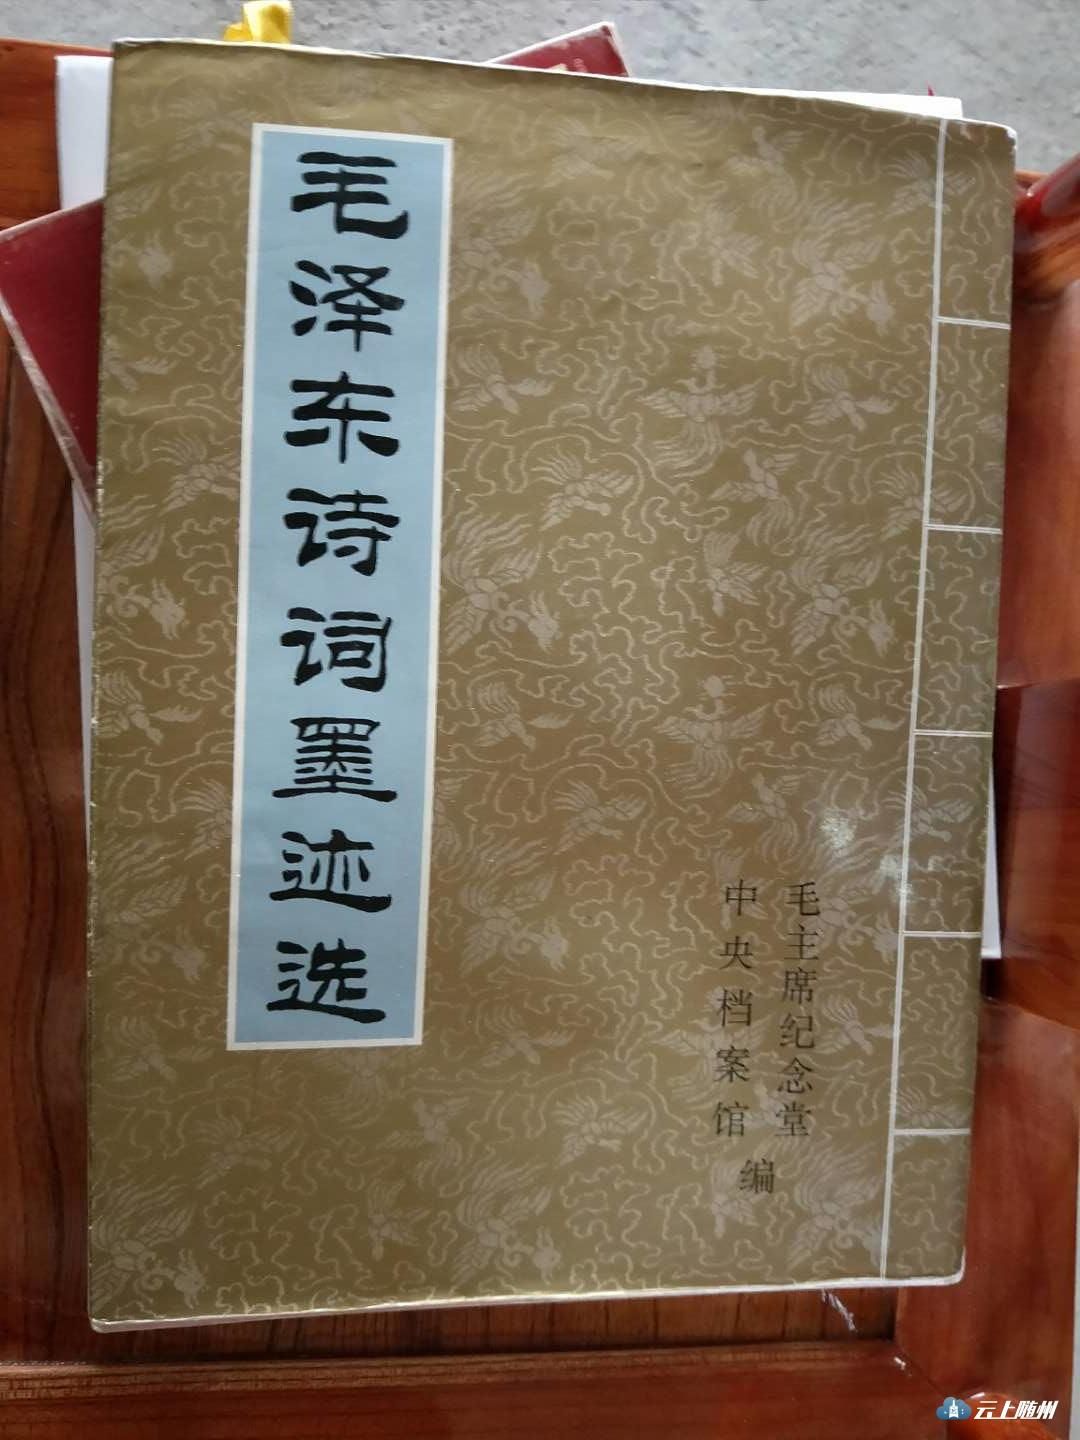 毛泽东诗词墨迹选
毛主席纪念堂
中央档案馆
编
云上随州